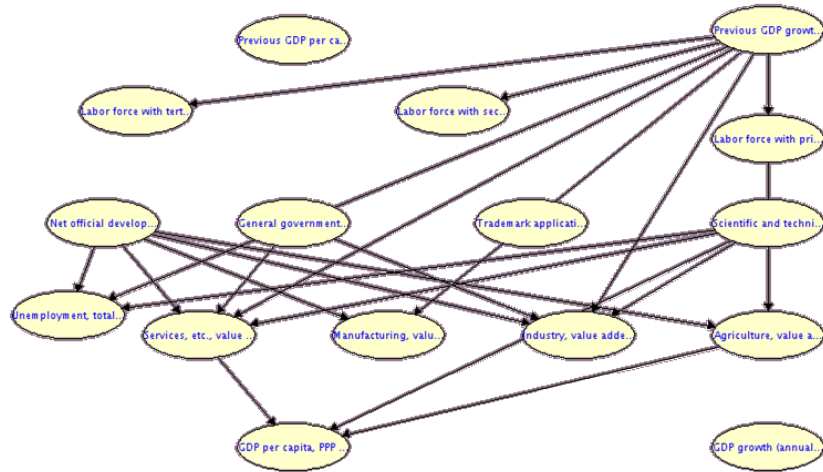 Previous GDP per ca...
Previous GDP growt...
Labor force with tert...
Labor force with sec...
Labor force with pri...
Net official develop...
General government...
Trademark applicati...
Scientific and techni...
Unemployment, total...
Services, etc., value ...
Manufacturing, valu...
Industry, value adde...
Agriculture, value a...
GDP per capita, PPP ...
GDP growth (annual...